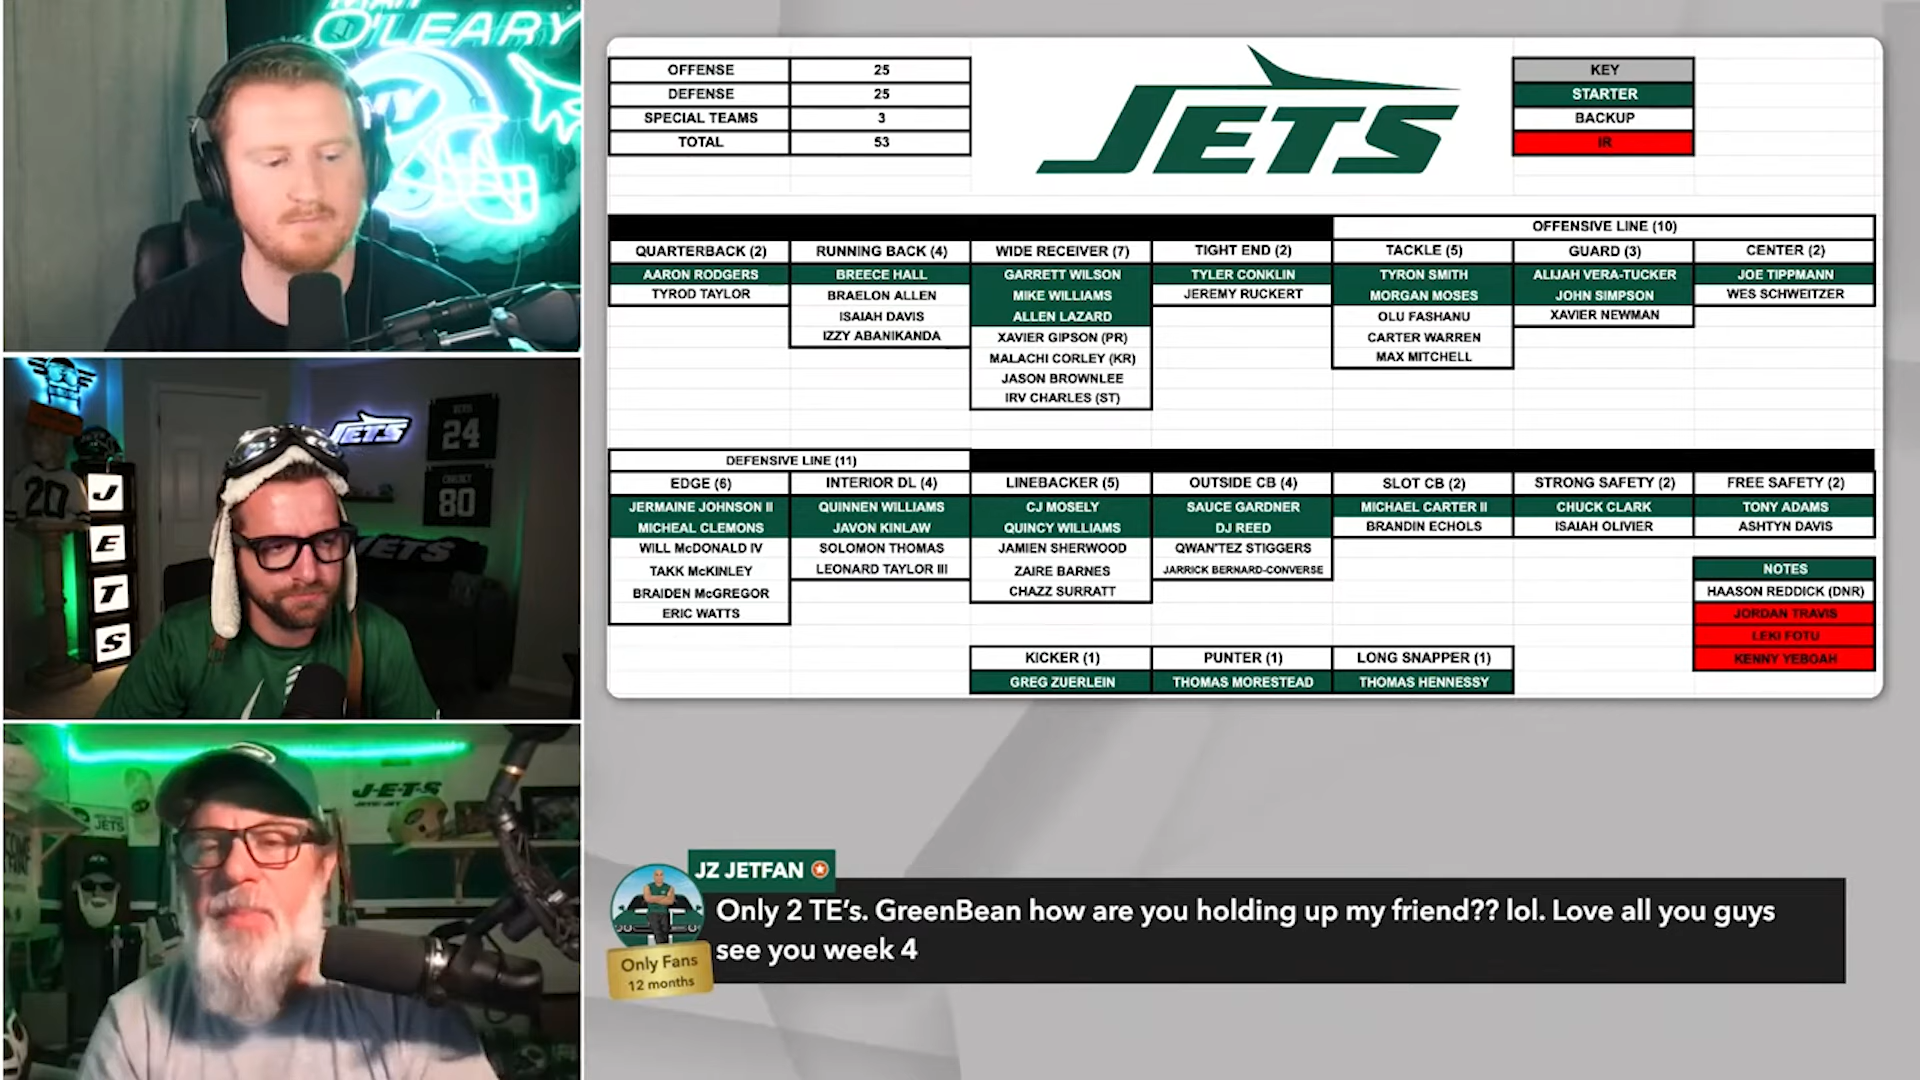 MATT
O'LEARY
NY
JETS
24
80
20
J
E
T
S
JETS
J-E-T-S
NEW YORK
JETS
OFFENSE 25
DEFENSE 25
SPECIAL TEAMS 3
TOTAL 53
JETS
KEY
STARTER
BACKUP
IR
OFFENSIVE LINE (10)
QUARTERBACK (2) RUNNING BACK (4) WIDE RECEIVER (7) TIGHT END (2) TACKLE (5) GUARD (3) CENTER (2)
AARON RODGERS BREECE HALL GARRETT WILSON TYLER CONKLIN TYRON SMITH ALIJAH VERA-TUCKER JOE TIPPMANN
TYROD TAYLOR BRAELON ALLEN MIKE WILLIAMS JEREMY RUCKERT MORGAN MOSES JOHN SIMPSON WES SCHWEITZER
ISAIAH DAVIS ALLEN LAZARD OLU FASHANU XAVIER NEWMAN
IZZY ABANIKANDA XAVIER GIPSON (PR) CARTER WARREN
MALACHI CORLEY (KR) MAX MITCHELL
JASON BROWNLEE
IRV CHARLES (ST)
DEFENSIVE LINE (11)
EDGE (6) INTERIOR DL (4) LINEBACKER (5) OUTSIDE CB (4) SLOT CB (2) STRONG SAFETY (2) FREE SAFETY (2)
JERMAINE JOHNSON II QUINNEN WILLIAMS CJ MOSELY SAUCE GARDNER MICHAEL CARTER II CHUCK CLARK TONY ADAMS
MICHEAL CLEMONS JAVON KINLAW QUINCY WILLIAMS DJ REED BRANDIN ECHOLS ISAIAH OLIVIER ASHTYN DAVIS
WILL McDONALD IV SOLOMON THOMAS JAMIEN SHERWOOD QWAN'TEZ STIGGERS
TAKK McKINLEY LEONARD TAYLOR III ZAIRE BARNES JARRICK BERNARD-CONVERSE
BRAIDEN McGREGOR CHAZZ SURRATT
ERIC WATTS
NOTES
HAASON REDDICK (DNR)
JORDAN TRAVIS
LEKI FOTU
KENNY YEBOAH
KICKER (1) PUNTER (1) LONG SNAPPER (1)
GREG ZUERLEIN THOMAS MORESTEAD THOMAS HENNESSY
JZ JETFAN
Only 2 TE's. GreenBean how are you holding up my friend?? lol. Love all you guys
see you week 4
Only Fans
12 months